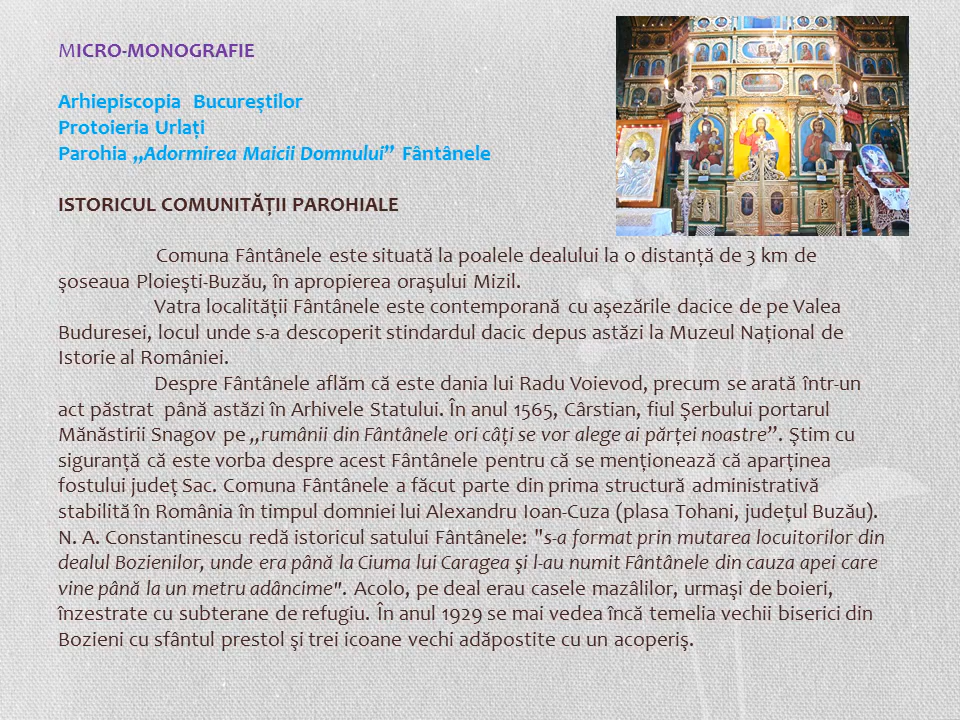 MICRO-MONOGRAFIE
Arhiepiscopia Bucureştilor
Protoieria Urlaţi
Parohia „Adormirea Maicii Domnului” Fântânele
ISTORICUL COMUNITĂŢII PAROHIALE
Comuna Fântânele este situată la poalele dealului la o distanţă de 3 km de
şoseaua Ploieşti-Buzău, în apropierea oraşului Mizil.
Vatra localităţii Fântânele este contemporană cu aşezările dacice de pe Valea
Buduresei, locul unde s-a descoperit stindardul dacic depus astăzi la Muzeul Naţional de
Istorie al României.
Despre Fântânele aflăm că este dania lui Radu Voievod, precum se arată într-un
act păstrat până astăzi în Arhivele Statului. În anul 1565, Cârstian, fiul Şerbului portarul
Mănăstirii Snagov pe „rumânii din Fântânele ori câţi se vor alege ai părţei noastre”. Ştim cu
siguranţă că este vorba despre acest Fântânele pentru că se menţionează că aparţinea
fostului judeţ Sac. Comuna Fântânele a făcut parte din prima structură administrativă
stabilită în România în timpul domniei lui Alexandru Ioan-Cuza (plasa Tohani, judeţul Buzău).
N. A. Constantinescu redă istoricul satului Fântânele: "s-a format prin mutarea locuitorilor din
dealul Bozienilor, unde era până la Ciuma lui Caragea şi l-au numit Fântânele din cauza apei care
vine până la un metru adâncime". Acolo, pe deal erau casele mazâlilor, urmaşi de boieri,
înzestrate cu subterane de refugiu. În anul 1929 se mai vedea încă temelia vechii biserici din
Bozieni cu sfântul prestol şi trei icoane vechi adăpostite cu un acoperiş.